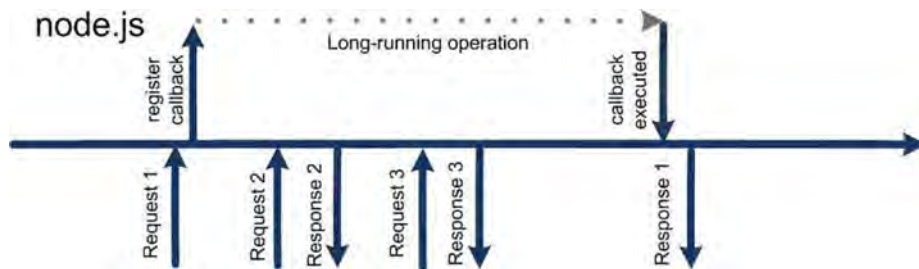 node.js
Long-running operation
register
callback
callback
executed
Request 1
Request 2
Response 2
Request 3
Response 3
Response 1